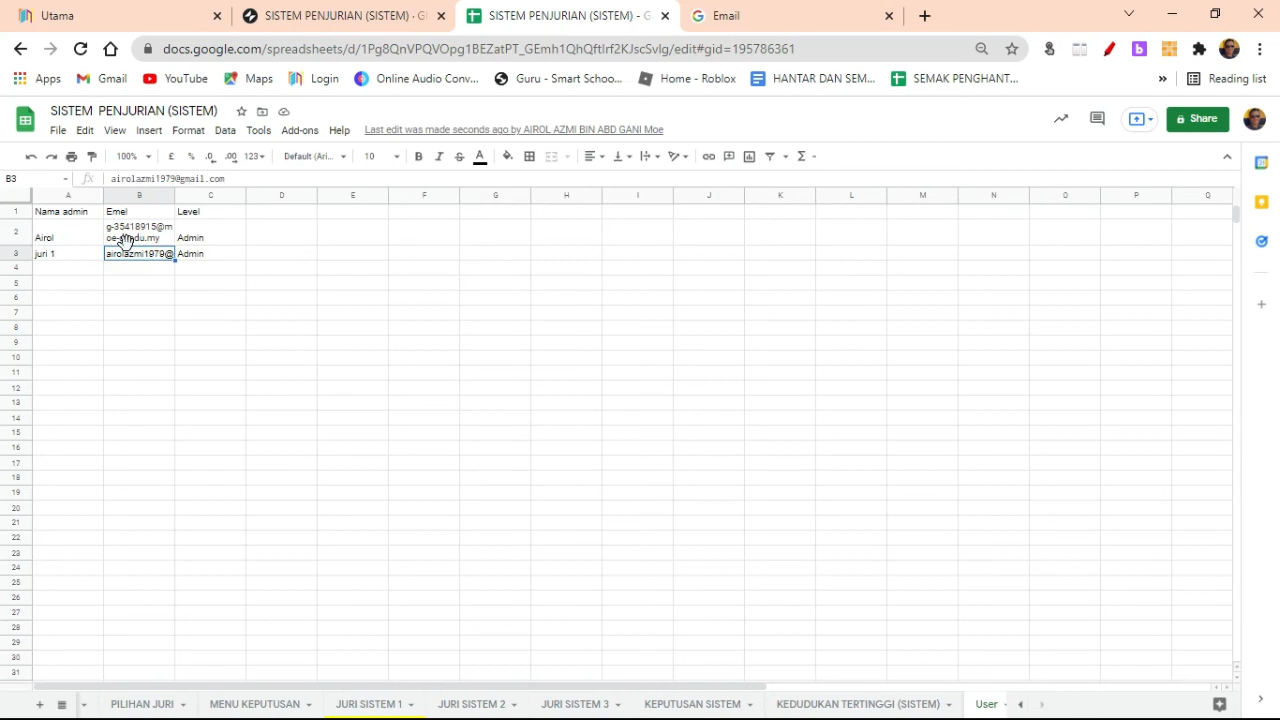 Utama
SISTEM PENJURIAN (SISTEM) · G
SISTEM PENJURIAN (SISTEM) - G
Email
docs.google.com/spreadsheets/d/1Pg8QnVPQVOpg1BEZatPT_GEmh1QhQftIrf2KJscSvIg/edit#gid=195786361
Apps
Gmail
YouTube
Maps
Login
Online Audio Conv...
Guru - Smart Schoo...
Home - Roblox
HANTAR DAN SEM...
SEMAK PENGHANT...
»
Reading list
SISTEM PENJURIAN (SISTEM)
File Edit View Insert Format Data Tools Add-ons Help
Last edit was made seconds ago by AIROL AZMI BIN ABD GANI Moe
Share
100% £ % .0 .00 123 Default (Ari... 10 B I S A Σ
B3 fx airolazmi1979@gmail.com
A B C D E F G H I J K L M N O P Q
1 Nama admin Emel Level
g-35418915@m
2 Airol Admin
3 juri 1 airolazmi1979@ Admin
4
5
6
7
8
9
10
11
12
13
14
15
16
17
18
19
20
21
22
23
24
25
26
27
28
29
30
31
PILIHAN JURI MENU KEPUTUSAN JURI SISTEM 1 JURI SISTEM 2 JURI SISTEM 3 KEPUTUSAN SISTEM KEDUDUKAN TERTINGGI (SISTEM) User